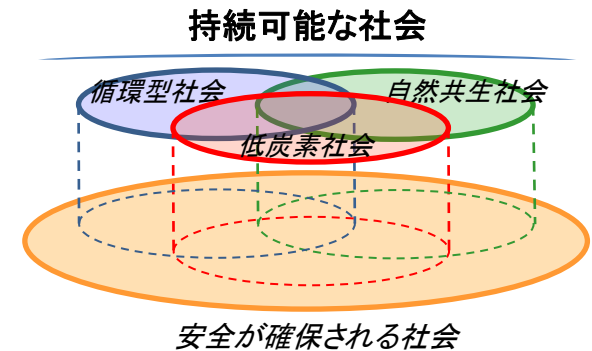 持続可能な社会
循環型社会
自然共生社会
低炭素社会
安全が確保される社会